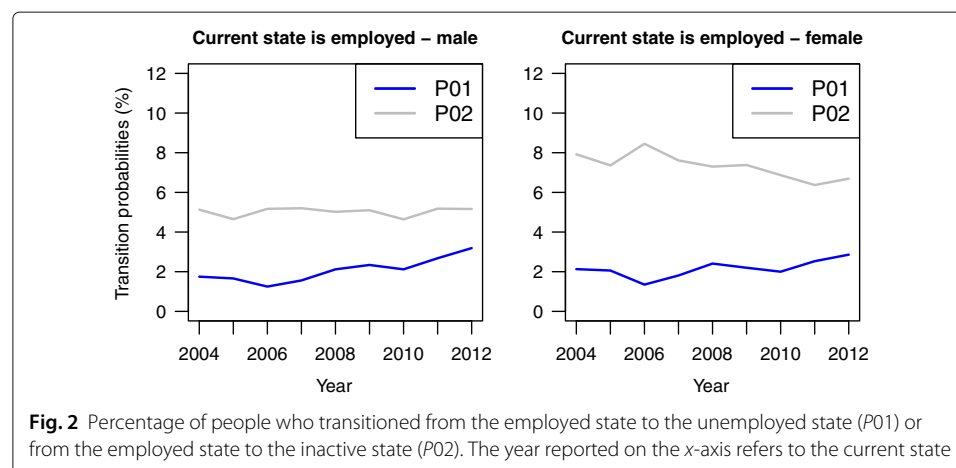 Current state is employed – male
Current state is employed – female
Transition probabilities (%)
12
10
8
6
4
2
0
P01
P02
2004
2006
2008
2010
2012
Year
12
10
8
6
4
2
0
P01
P02
2004
2006
2008
2010
2012
Year
Fig. 2 Percentage of people who transitioned from the employed state to the unemployed state (P01) or
from the employed state to the inactive state (P02). The year reported on the x-axis refers to the current state